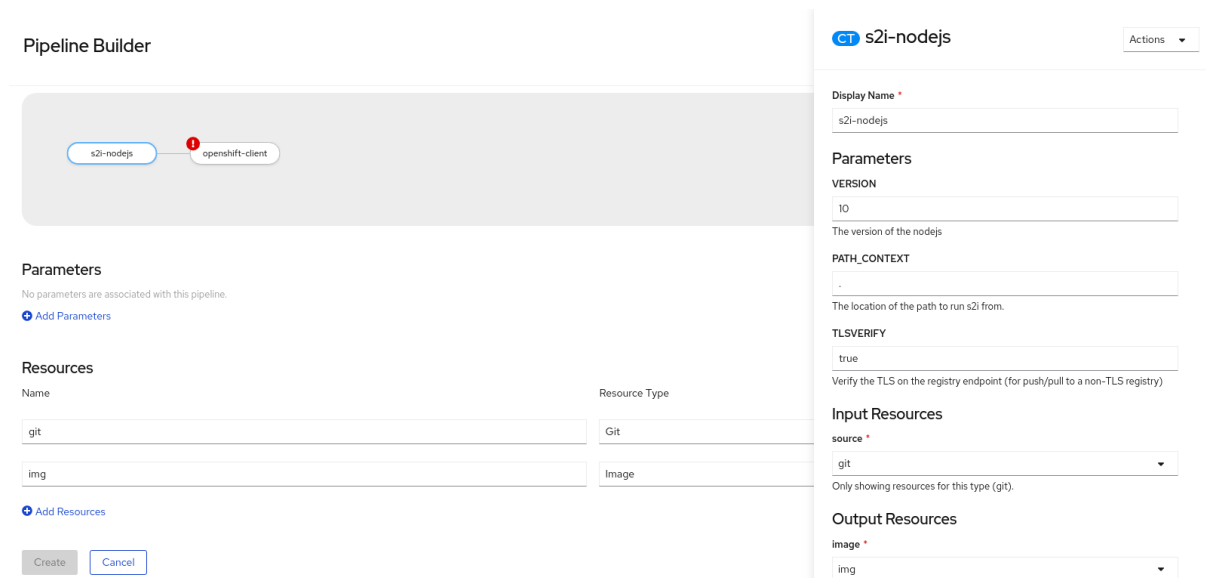 Pipeline Builder
s2i-nodejs
!
openshift-client
Parameters
No parameters are associated with this pipeline.
Add Parameters
Resources
Name
Resource Type
git
Git
img
Image
Add Resources
Create
Cancel
CT s2i-nodejs
Actions
Display Name *
s2i-nodejs
Parameters
VERSION
10
The version of the nodejs
PATH_CONTEXT
.
The location of the path to run s2i from.
TLSVERIFY
true
Verify the TLS on the registry endpoint (for push/pull to a non-TLS registry)
Input Resources
source *
git
Only showing resources for this type (git).
Output Resources
image *
img